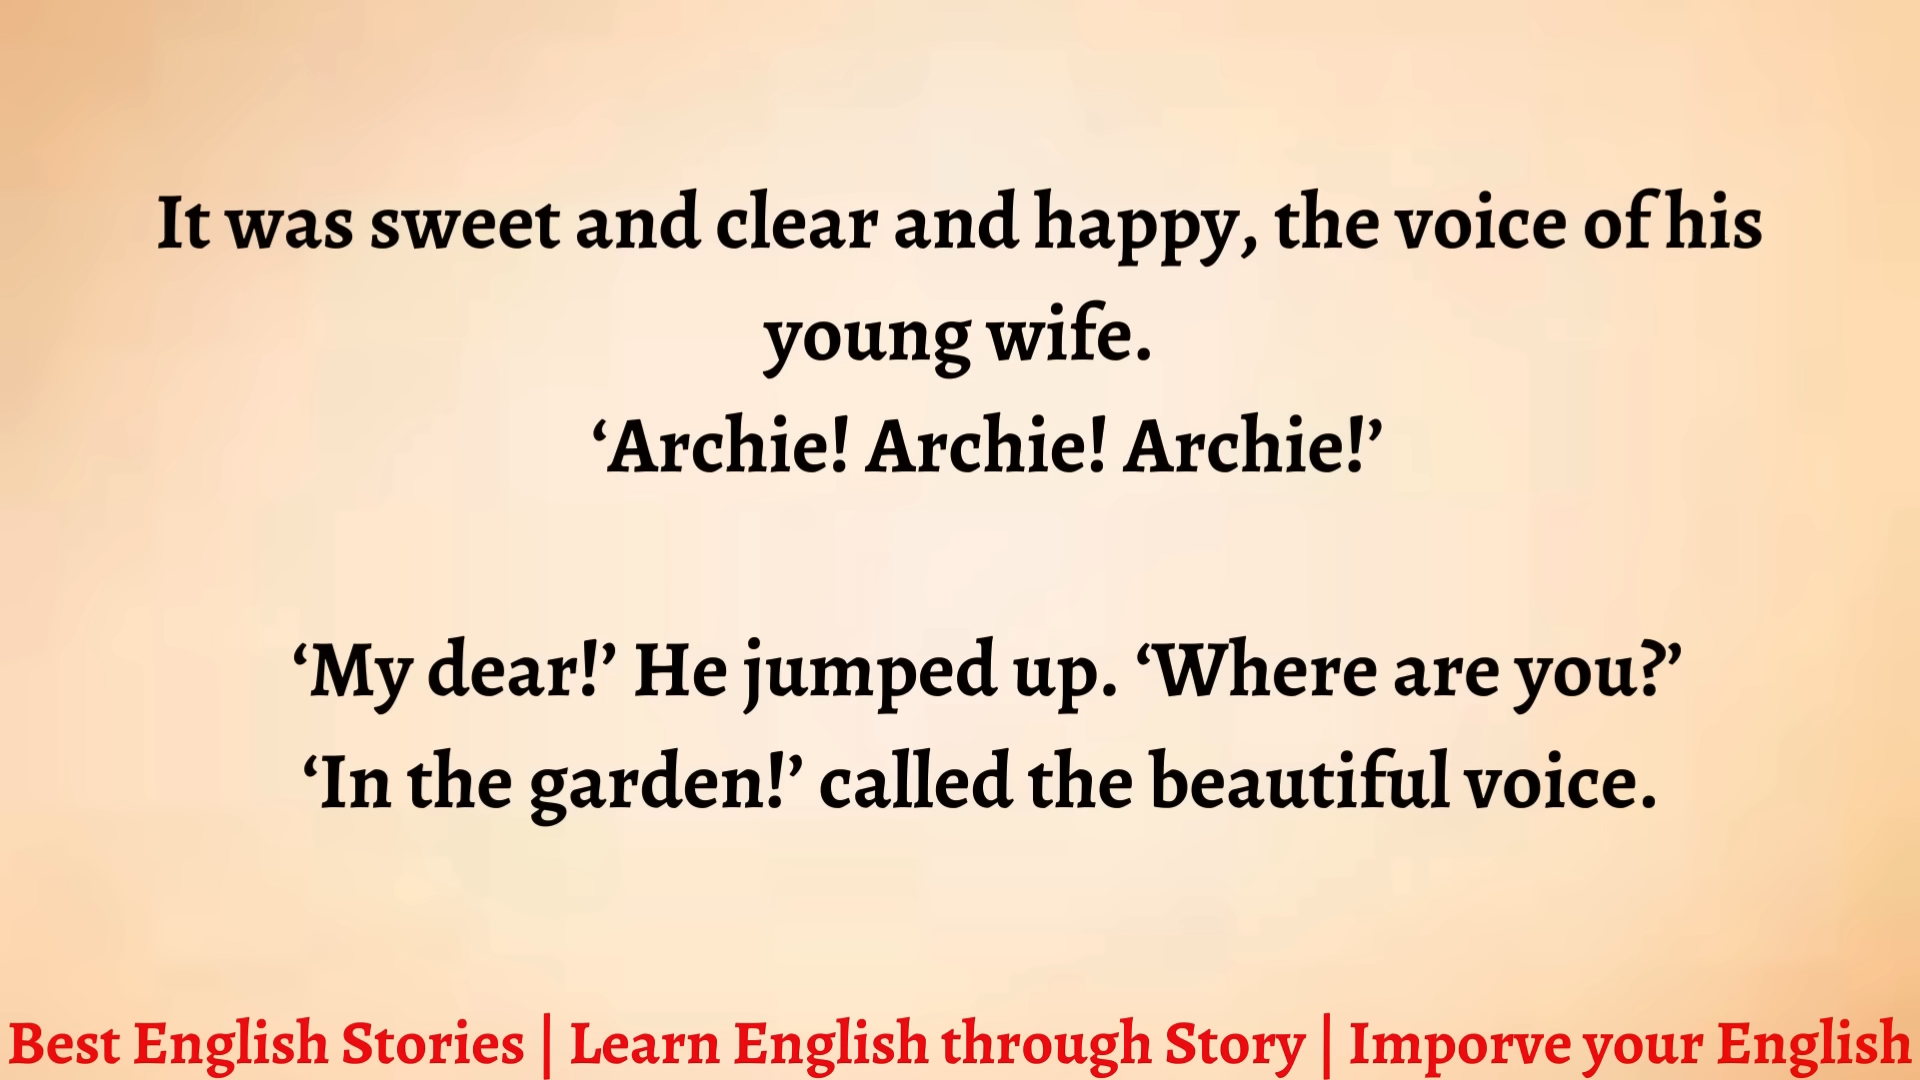 It was sweet and clear and happy, the voice of his
young wife.
‘Archie! Archie! Archie!’
‘My dear!’ He jumped up. ‘Where are you?’
‘In the garden!’ called the beautiful voice.
Best English Stories | Learn English through Story | Imporve your English